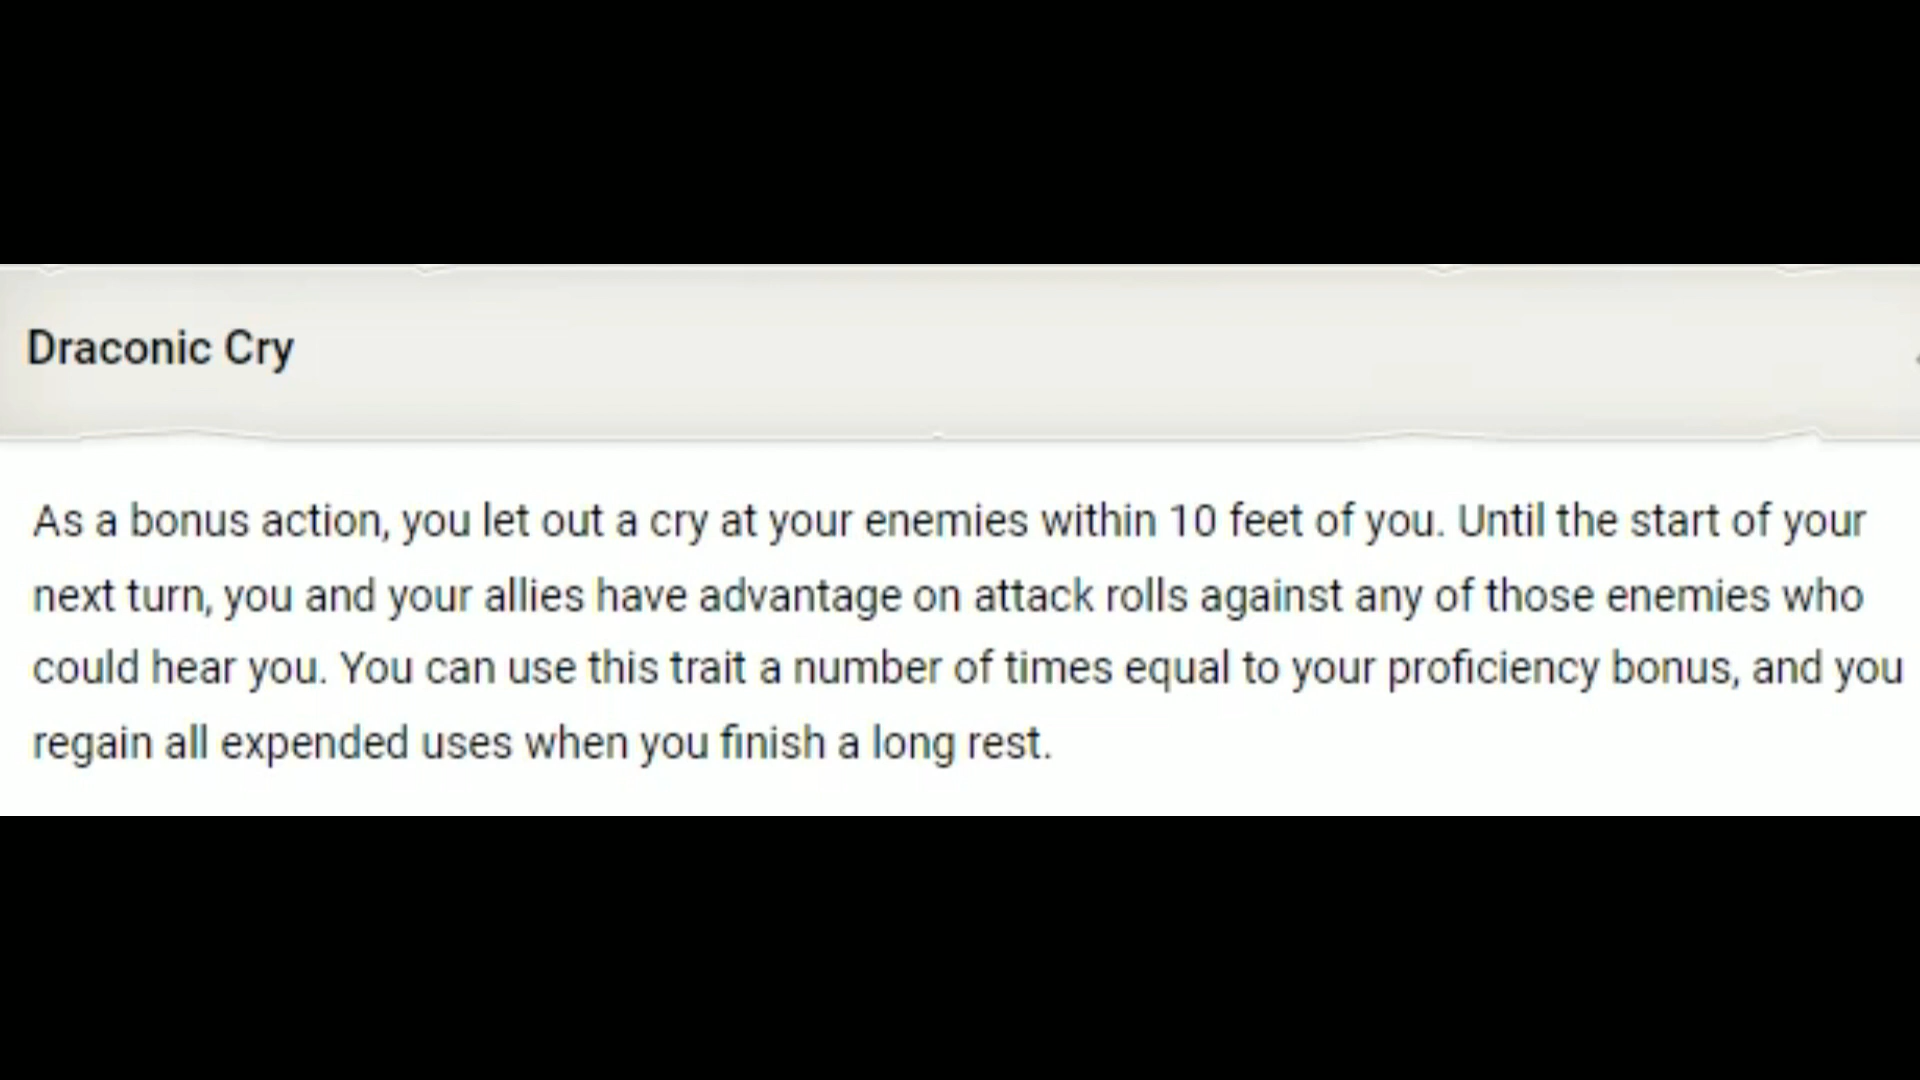 Draconic Cry
As a bonus action, you let out a cry at your enemies within 10 feet of you. Until the start of your
next turn, you and your allies have advantage on attack rolls against any of those enemies who
could hear you. You can use this trait a number of times equal to your proficiency bonus, and you
regain all expended uses when you finish a long rest.